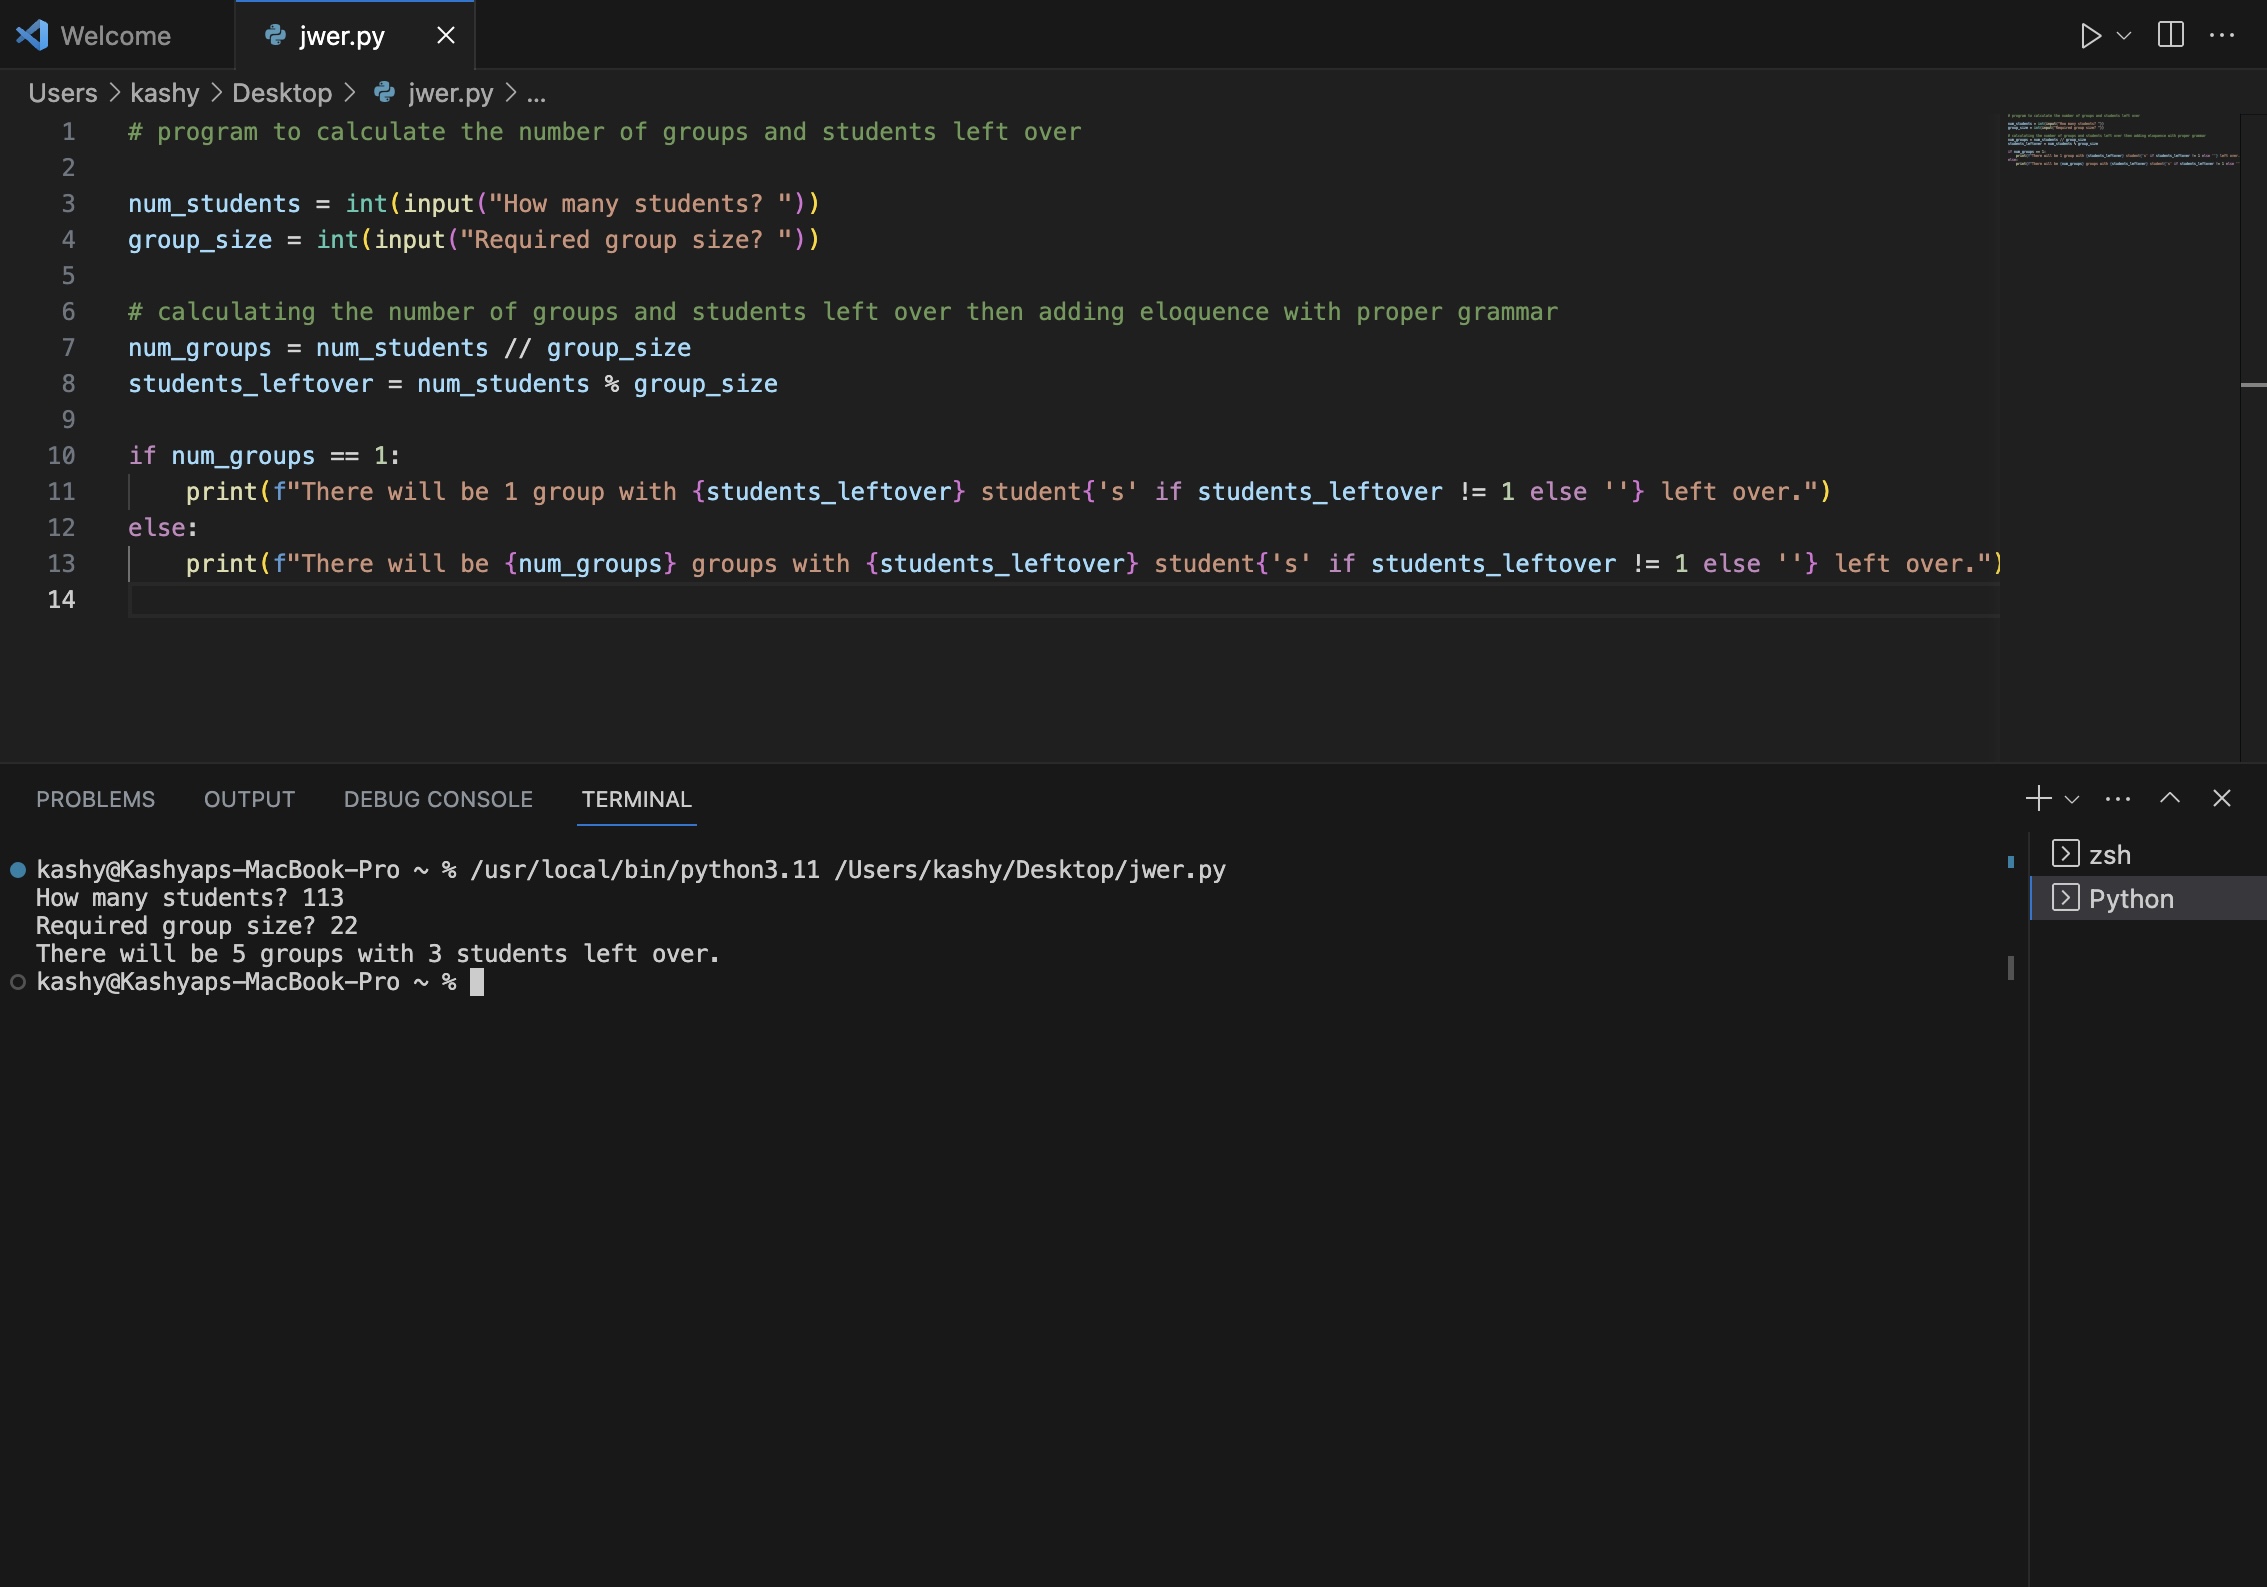 Welcome
jwer.py
Users > kashy > Desktop > jwer.py > ...
1 # program to calculate the number of groups and students left over
2
3 num_students = int(input("How many students? "))
4 group_size = int(input("Required group size? "))
5
6 # calculating the number of groups and students left over then adding eloquence with proper grammar
7 num_groups = num_students // group_size
8 students_leftover = num_students % group_size
9
10 if num_groups == 1:
11     print(f"There will be 1 group with {students_leftover} student{'s' if students_leftover != 1 else ''} left over.")
12 else:
13     print(f"There will be {num_groups} groups with {students_leftover} student{'s' if students_leftover != 1 else ''} left over.")
14
PROBLEMS OUTPUT DEBUG CONSOLE TERMINAL
kashy@Kashyaps-MacBook-Pro ~ % /usr/local/bin/python3.11 /Users/kashy/Desktop/jwer.py
How many students? 113
Required group size? 22
There will be 5 groups with 3 students left over.
kashy@Kashyaps-MacBook-Pro ~ %
zsh
Python